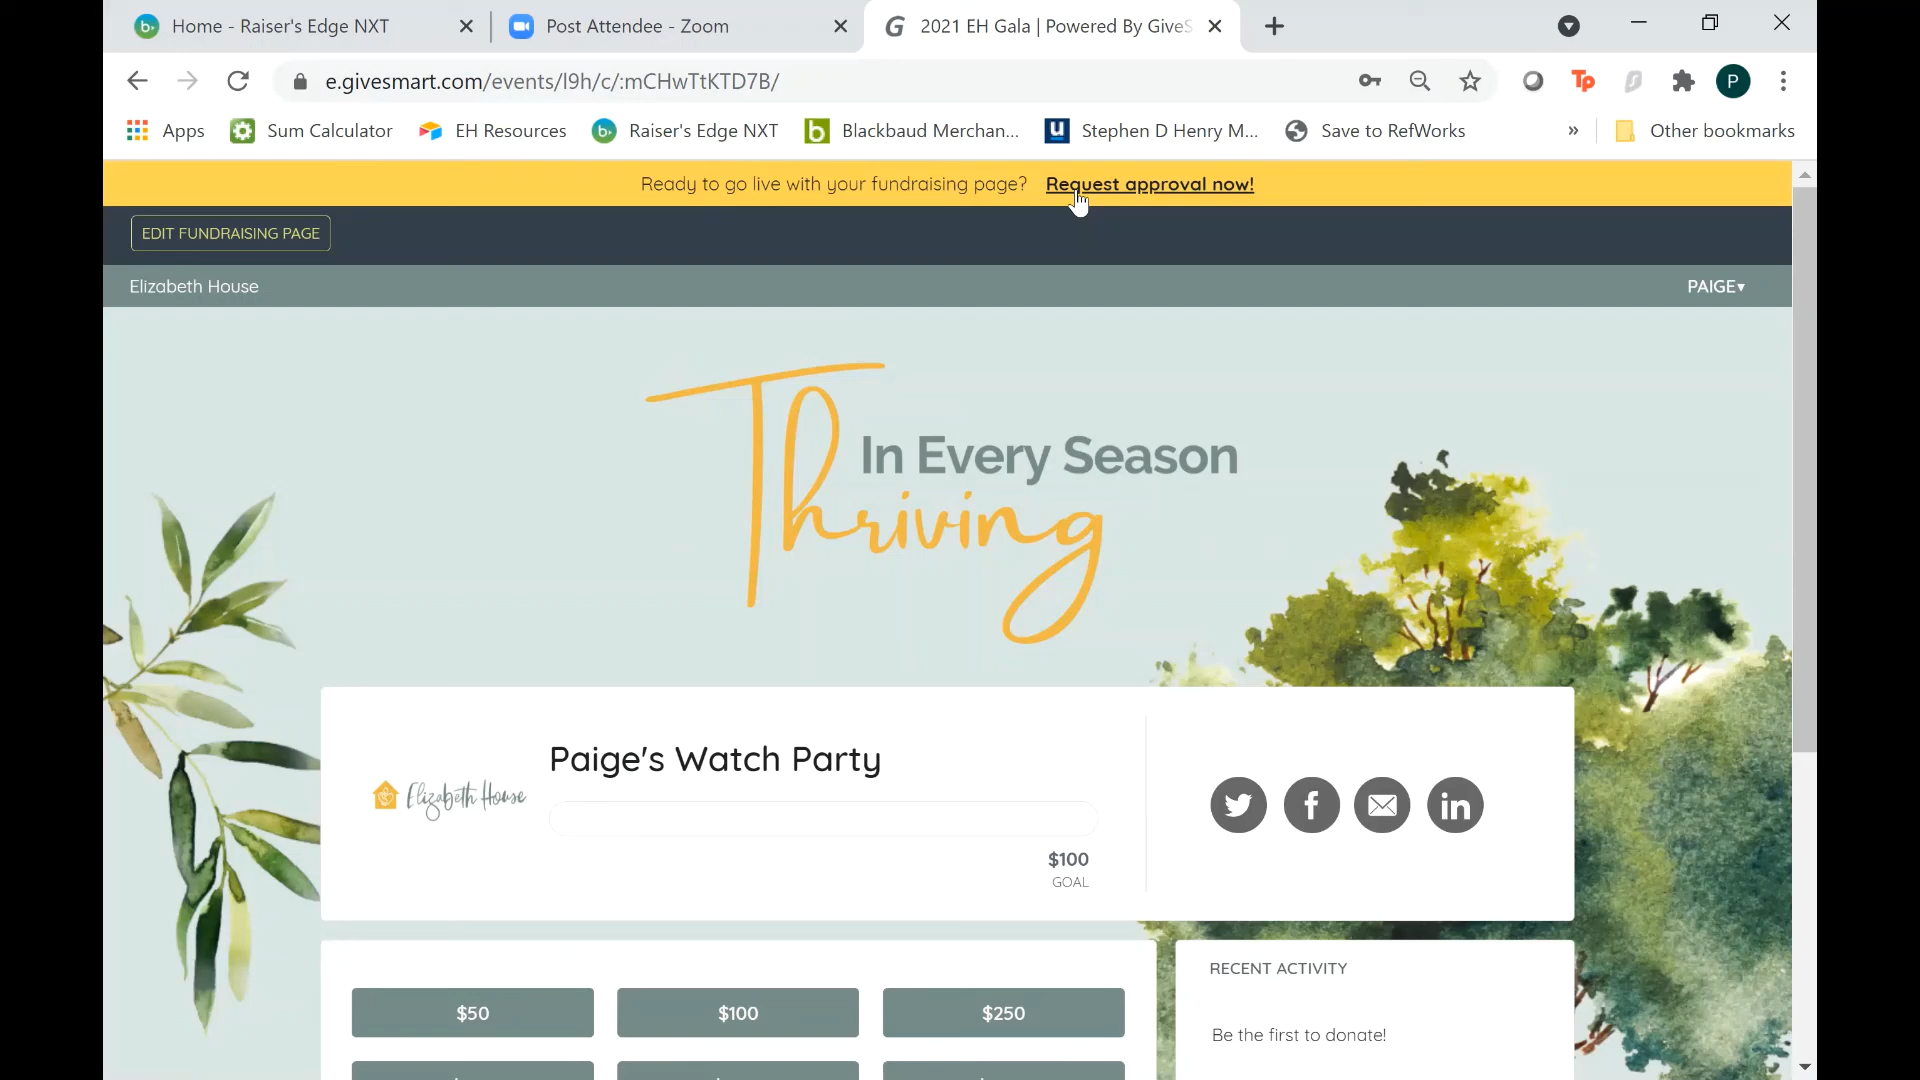 Home - Raiser's Edge NXT
Post Attendee - Zoom
2021 EH Gala | Powered By GiveS
e.givesmart.com/events/l9h/c/:mCHwTtKTD7B/
P
Apps
Sum Calculator
EH Resources
Raiser's Edge NXT
Blackbaud Merchan...
Stephen D Henry M...
Save to RefWorks
»
Other bookmarks
Ready to go live with your fundraising page? Request approval now!
EDIT FUNDRAISING PAGE
Elizabeth House
PAIGE▾
In Every Season
Thriving
Paige's Watch Party
Elizabeth House
$100
GOAL
RECENT ACTIVITY
$50
$100
$250
Be the first to donate!